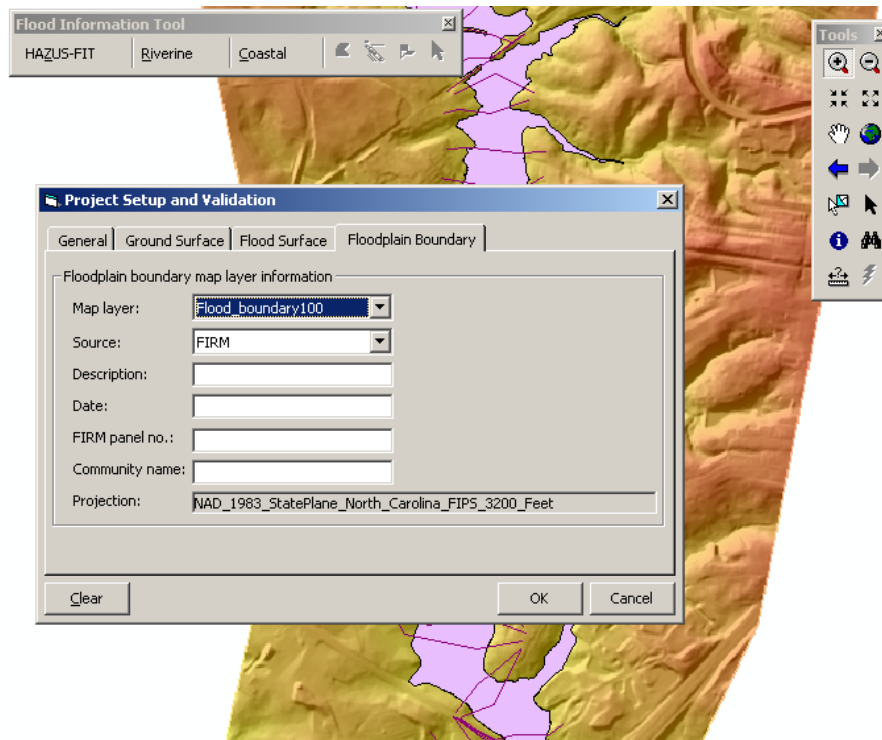 Flood Information Tool
HAZUS-FIT Riverine Coastal
Tools
Project Setup and Validation
General Ground Surface Flood Surface Floodplain Boundary
Floodplain boundary map layer information
Map layer: Flood_boundary100
Source: FIRM
Description:
Date:
FIRM panel no.:
Community name:
Projection: NAD_1983_StatePlane_North_Carolina_FIPS_3200_Feet
Clear OK Cancel